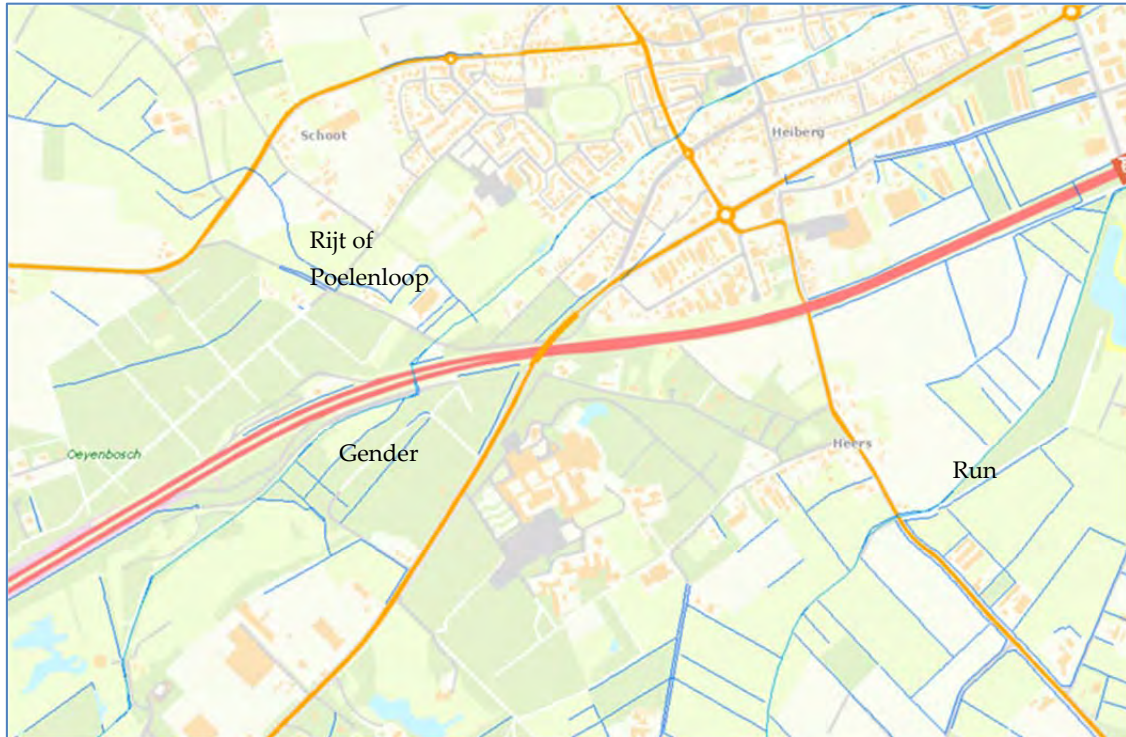 Schoot
Heiberg
Rijt of
Poelenloop
Oeyenbosch
Gender
Heers
Run